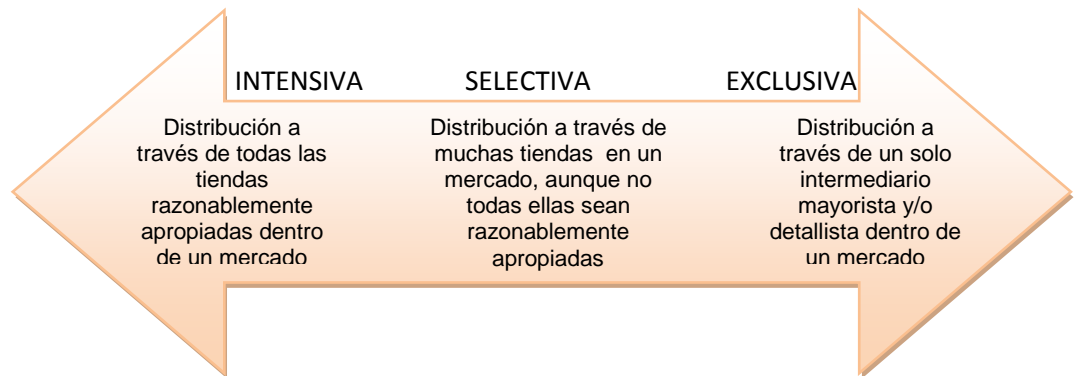 INTENSIVA
SELECTIVA
EXCLUSIVA
Distribución a
través de todas las
tiendas
razonablemente
apropiadas dentro
de un mercado
Distribución a través de
muchas tiendas en un
mercado, aunque no
todas ellas sean
razonablemente
apropiadas
Distribución a
través de un solo
intermediario
mayorista y/o
detallista dentro de
un mercado